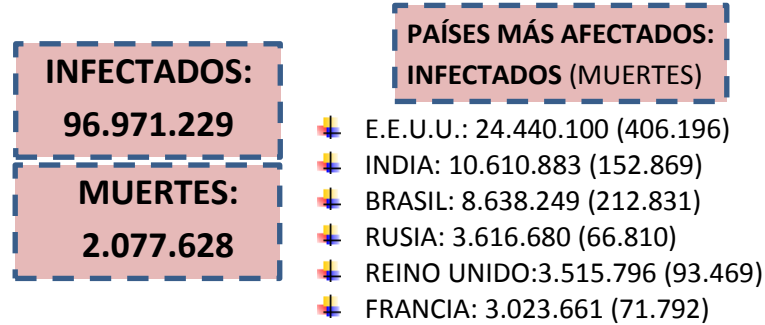 INFECTADOS:
96.971.229
MUERTES:
2.077.628
PAÍSES MÁS AFECTADOS:
INFECTADOS (MUERTES)
E.E.U.U.: 24.440.100 (406.196)
INDIA: 10.610.883 (152.869)
BRASIL: 8.638.249 (212.831)
RUSIA: 3.616.680 (66.810)
REINO UNIDO:3.515.796 (93.469)
FRANCIA: 3.023.661 (71.792)